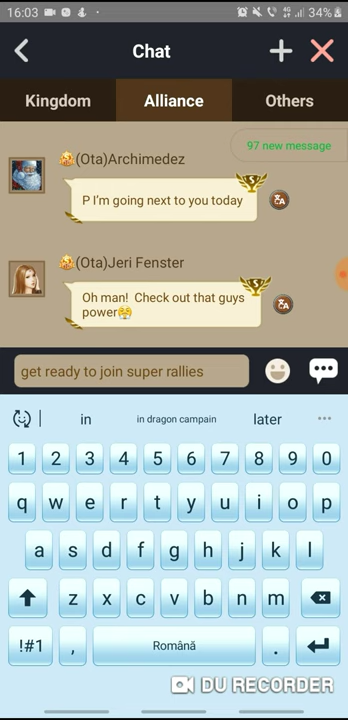 16:03
34%
Chat
Kingdom
Alliance
Others
97 new message
(Ota)Archimedez
P I'm going next to you today
(Ota)Jeri Fenster
Oh man! Check out that guys
power😭
get ready to join super rallies
in
in dragon campain
later
1 2 3 4 5 6 7 8 9 0
q w e r t y u i o p
a s d f g h j k l
z x c v b n m
!#1 , Română .
DU RECORDER